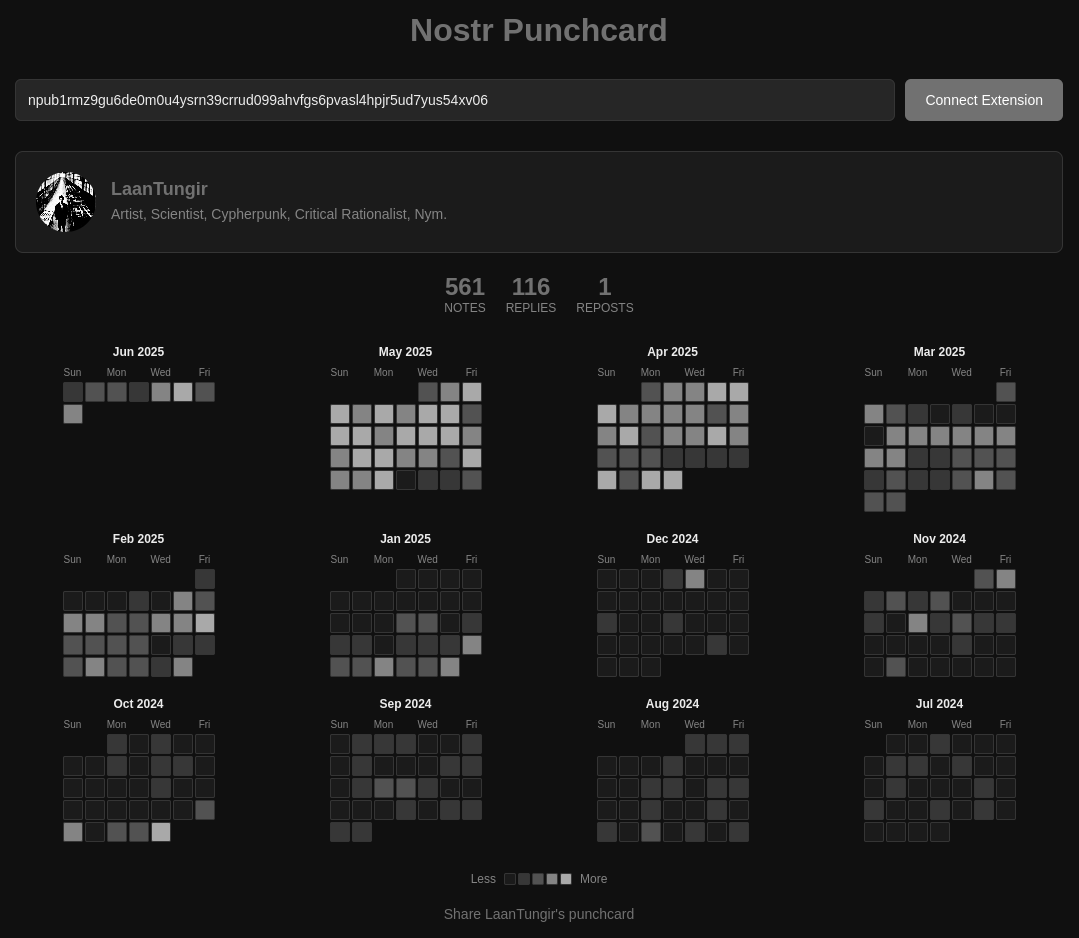 Nostr Punchcard
npub1rmz9gu6de0m0u4ysrn39crrud099ahvfgs6pvasl4hpjr5ud7yus54xv06
Connect Extension
LaanTungir
Artist, Scientist, Cypherpunk, Critical Rationalist, Nym.
561 116 1
NOTES REPLIES REPOSTS
Jun 2025 May 2025 Apr 2025 Mar 2025
Sun Mon Wed Fri Sun Mon Wed Fri Sun Mon Wed Fri Sun Mon Wed Fri
Feb 2025 Jan 2025 Dec 2024 Nov 2024
Sun Mon Wed Fri Sun Mon Wed Fri Sun Mon Wed Fri Sun Mon Wed Fri
Oct 2024 Sep 2024 Aug 2024 Jul 2024
Sun Mon Wed Fri Sun Mon Wed Fri Sun Mon Wed Fri Sun Mon Wed Fri
Less More
Share LaanTungir's punchcard